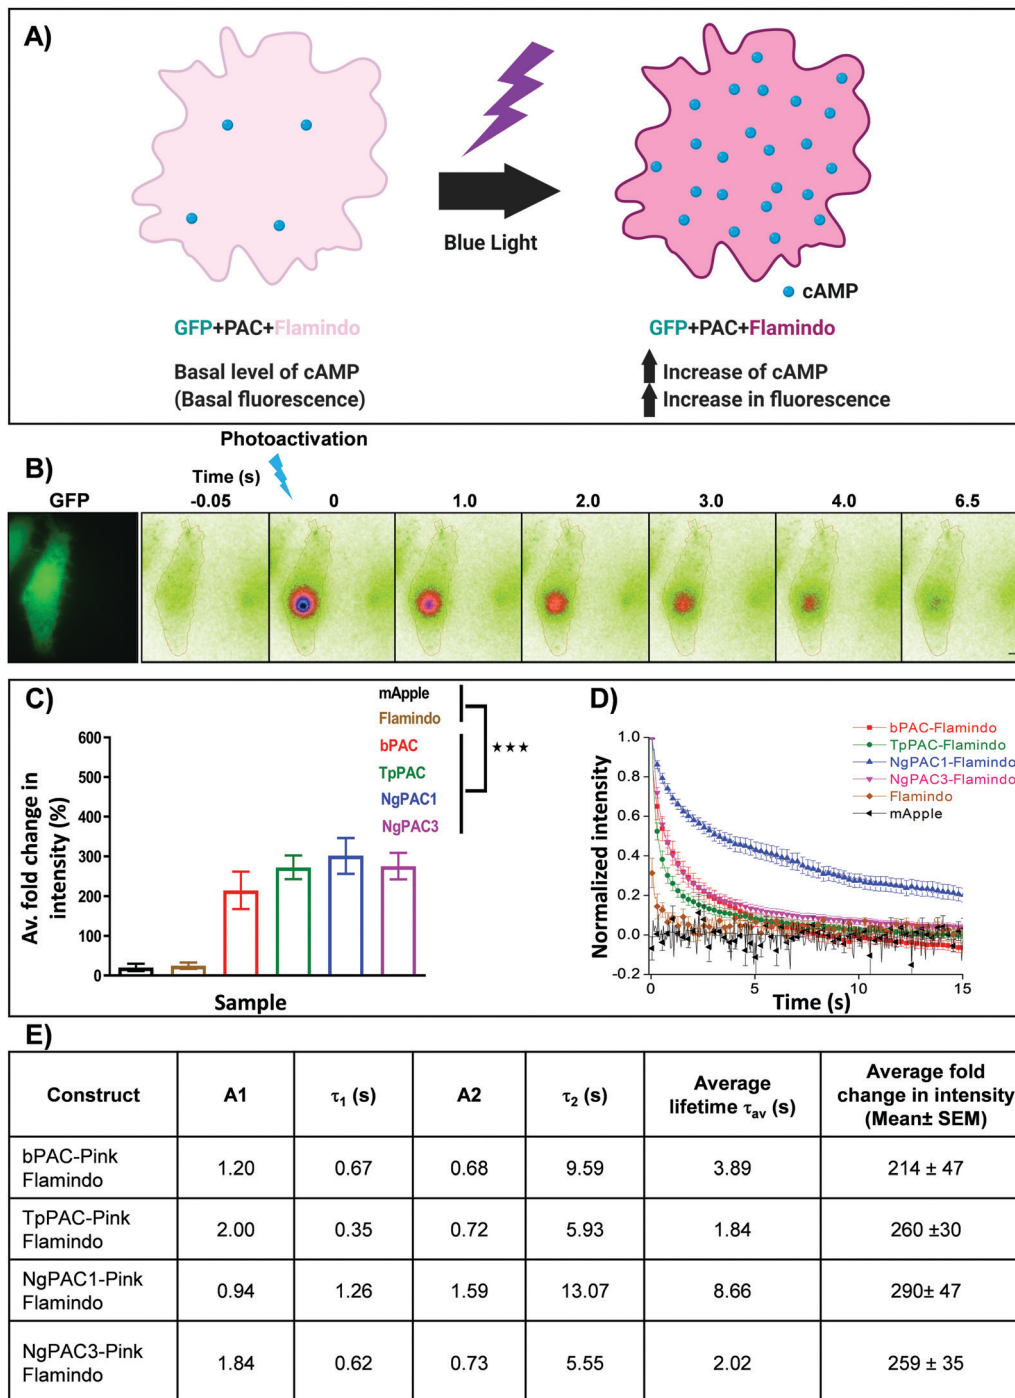 A)
Blue Light
cAMP
GFP+PAC+Flamindo
Basal level of cAMP
(Basal fluorescence)
GFP+PAC+Flamindo
Increase of cAMP
Increase in fluorescence
Photoactivation
B)
Time (s)
GFP -0.05 0 1.0 2.0 3.0 4.0 6.5
C)
mApple
Flamindo
bPAC
TpPAC
NgPAC1
NgPAC3
★★★
Av. fold change in
intensity (%)
600
500
400
300
200
100
0
Sample
D)
bPAC-Flamindo
TpPAC-Flamindo
NgPAC1-Flamindo
NgPAC3-Flamindo
Flamindo
mApple
Normalized intensity
1.0
0.8
0.6
0.4
0.2
0.0
-0.2
0 5 10 15
Time (s)
E)
Construct A1 τ1 (s) A2 τ2 (s) Average lifetime τav (s) Average fold change in intensity (Mean± SEM)
bPAC-Pink Flamindo 1.20 0.67 0.68 9.59 3.89 214 ± 47
TpPAC-Pink Flamindo 2.00 0.35 0.72 5.93 1.84 260 ±30
NgPAC1-Pink Flamindo 0.94 1.26 1.59 13.07 8.66 290± 47
NgPAC3-Pink Flamindo 1.84 0.62 0.73 5.55 2.02 259 ± 35